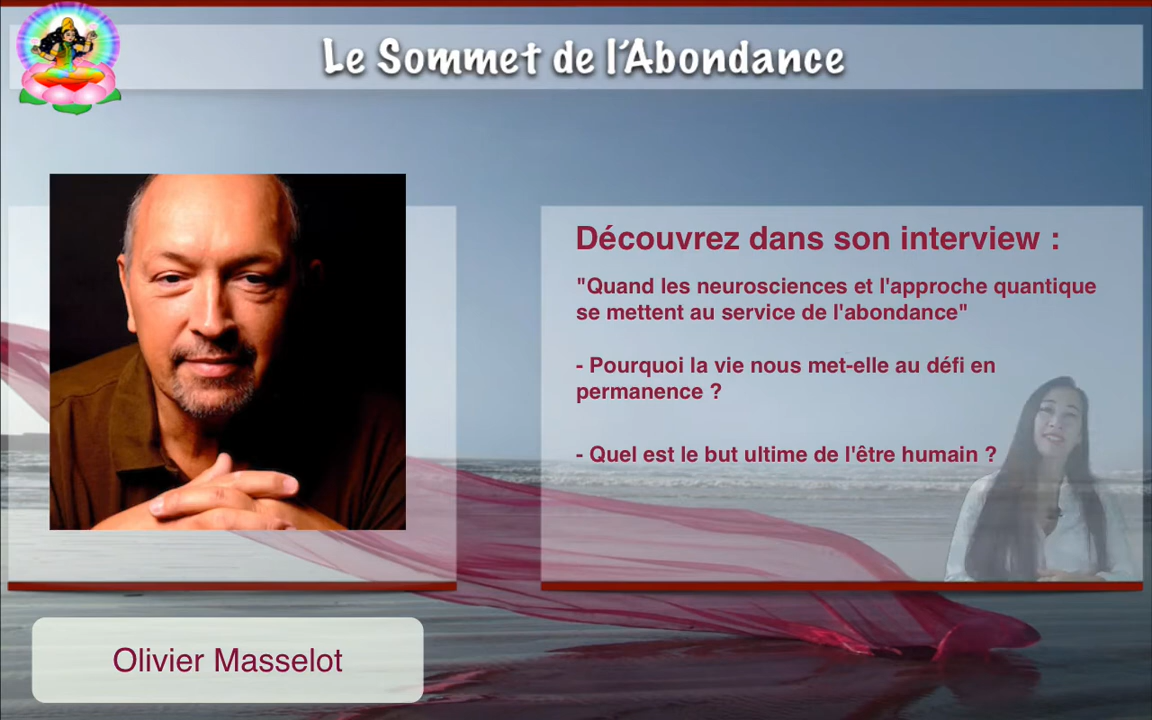 Le Sommet de l'Abondance
Découvrez dans son interview :
"Quand les neurosciences et l'approche quantique
se mettent au service de l'abondance"
- Pourquoi la vie nous met-elle au défi en
permanence ?
- Quel est le but ultime de l'être humain ?
Olivier Masselot